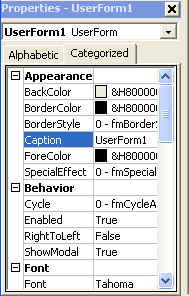 Properties - UserForm1
UserForm1 UserForm
Alphabetic Categorized
Appearance
BackColor &H800000
BorderColor &H800000
BorderStyle 0 - fmBorderS
Caption UserForm1
ForeColor &H800000
SpecialEffect 0 - fmSpecial
Behavior
Cycle 0 - fmCycleA
Enabled True
RightToLeft False
ShowModal True
Font
Font Tahoma